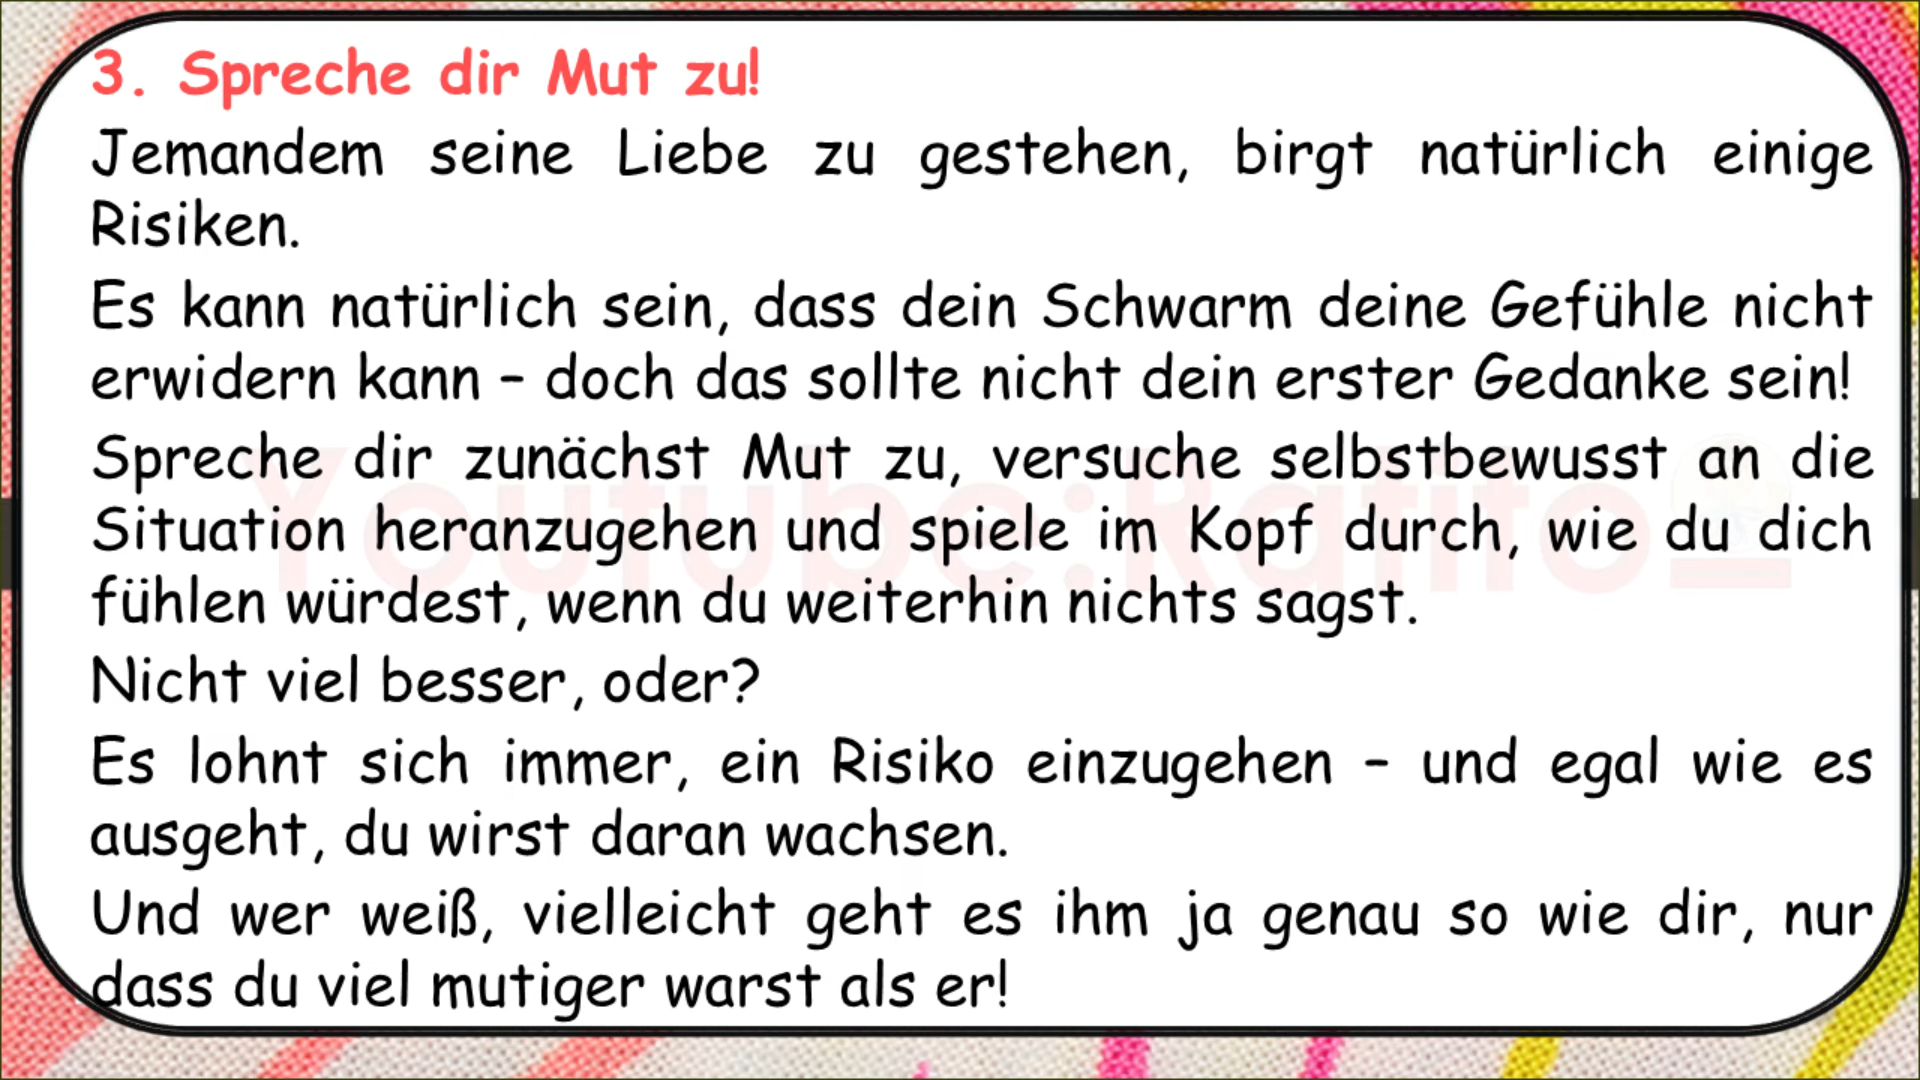 3. Spreche dir Mut zu!
Jemandem seine Liebe zu gestehen, birgt natürlich einige
Risiken.
Es kann natürlich sein, dass dein Schwarm deine Gefühle nicht
erwidern kann – doch das sollte nicht dein erster Gedanke sein!
Spreche dir zunächst Mut zu, versuche selbstbewusst an die
Situation heranzugehen und spiele im Kopf durch, wie du dich
fühlen würdest, wenn du weiterhin nichts sagst.
Nicht viel besser, oder?
Es lohnt sich immer, ein Risiko einzugehen – und egal wie es
ausgeht, du wirst daran wachsen.
Und wer weiß, vielleicht geht es ihm ja genau so wie dir, nur
dass du viel mutiger warst als er!